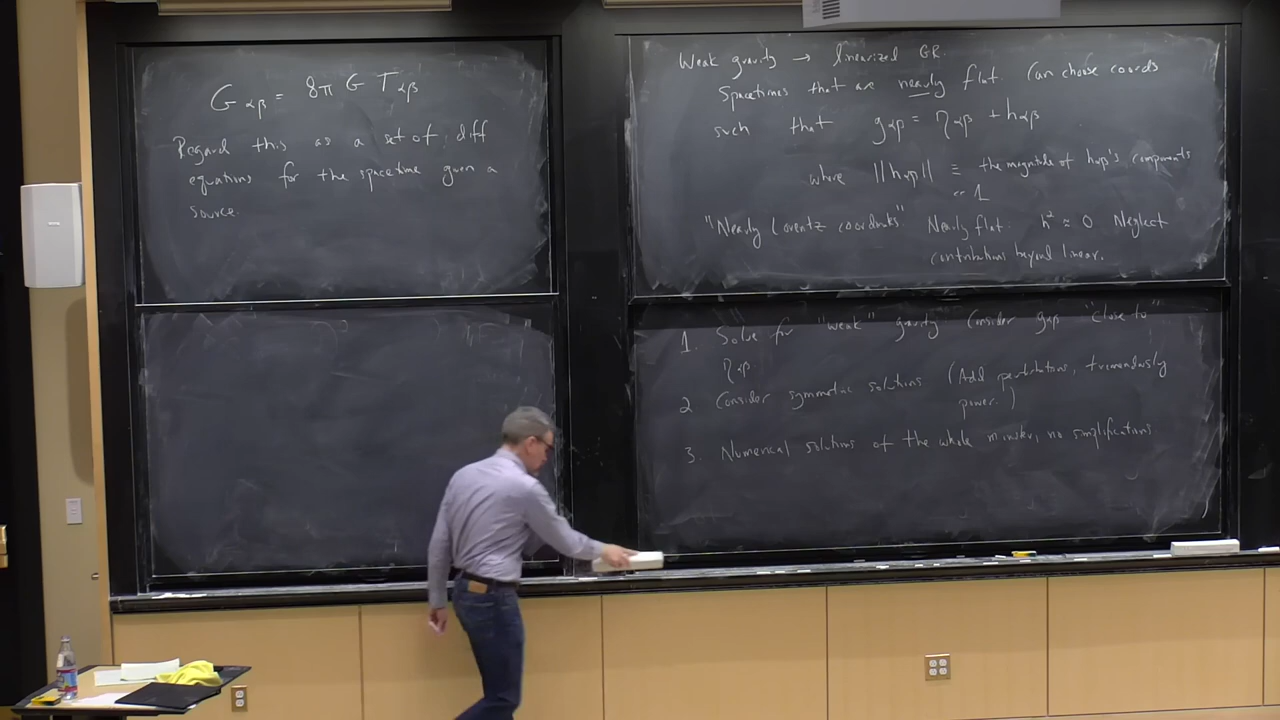 G αβ = 8π G T αβ
Regard this as a set of diff
equations for the spacetime given a
source.
Weak gravity → linearized GR.
Spacetimes that are nearly flat. Can choose coords
such that gαβ = ηαβ + hαβ
where ||hαβ|| ≡ the magnitude of hαβ's components
≪ 1
"Nearly Lorentz coordinates" Nearly flat: h² ≈ 0 Neglect
contributions beyond linear.
1. Solve for "weak" gravity Consider gαβ "close to"
ηαβ
2 Consider symmetric solutions (Add perturbations, tremendously
power.)
3. Numerical solutions of the whole no simplifications